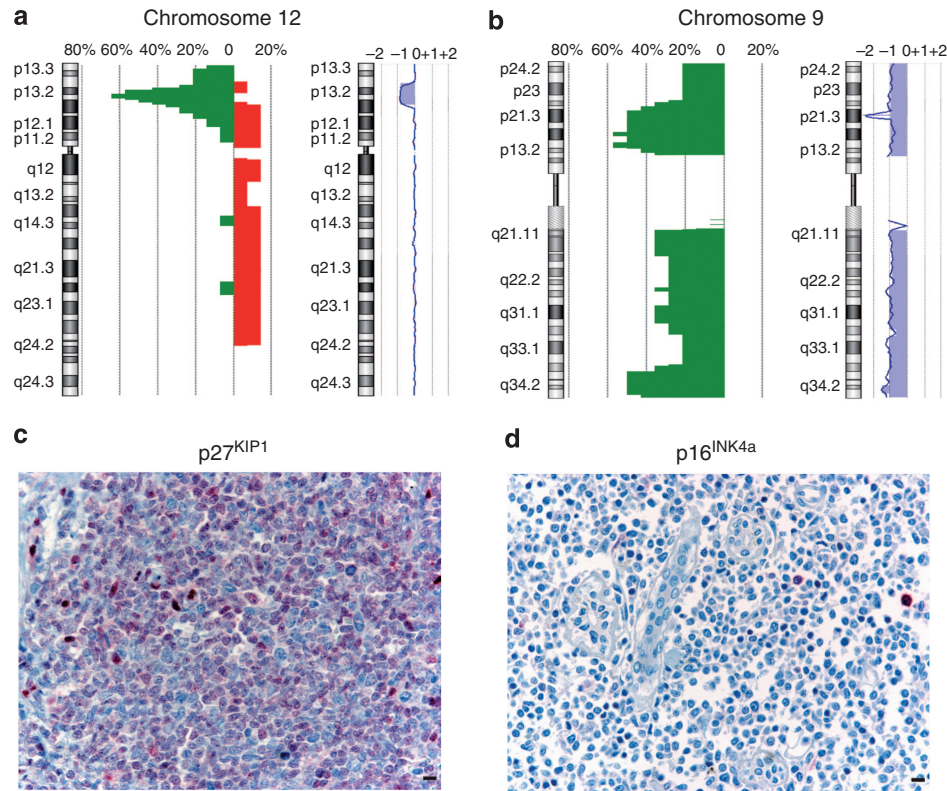 a
Chromosome 12
80% 60% 40% 20% 0 20%
p13.3
p13.2
p12.1
p11.2
q12
q13.2
q14.3
q21.3
q23.1
q24.2
q24.3
−2 −1 0 +1 +2
p13.3
p13.2
p12.1
p11.2
q12
q13.2
q14.3
q21.3
q23.1
q24.2
q24.3
b
Chromosome 9
80% 60% 40% 20% 0 20%
p24.2
p23
p21.3
p13.2
q21.11
q22.2
q31.1
q33.1
q34.2
−2 −1 0 +1 +2
p24.2
p23
p21.3
p13.2
q21.11
q22.2
q31.1
q33.1
q34.2
c
p27KIP1
d
p16INK4a